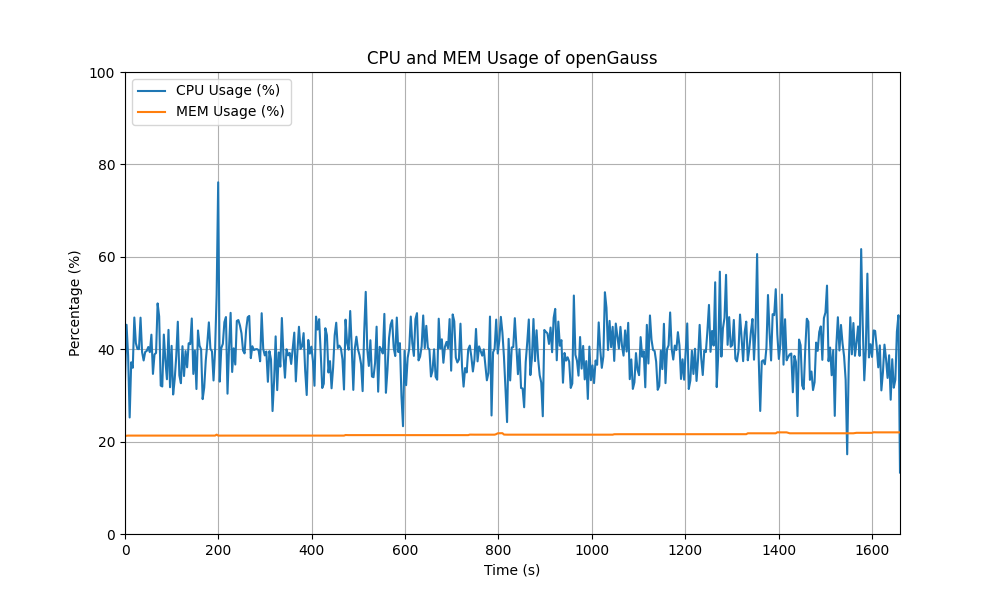 CPU and MEM Usage of openGauss
100
80
60
40
20
0
Percentage (%)
CPU Usage (%)
MEM Usage (%)
0 200 400 600 800 1000 1200 1400 1600
Time (s)